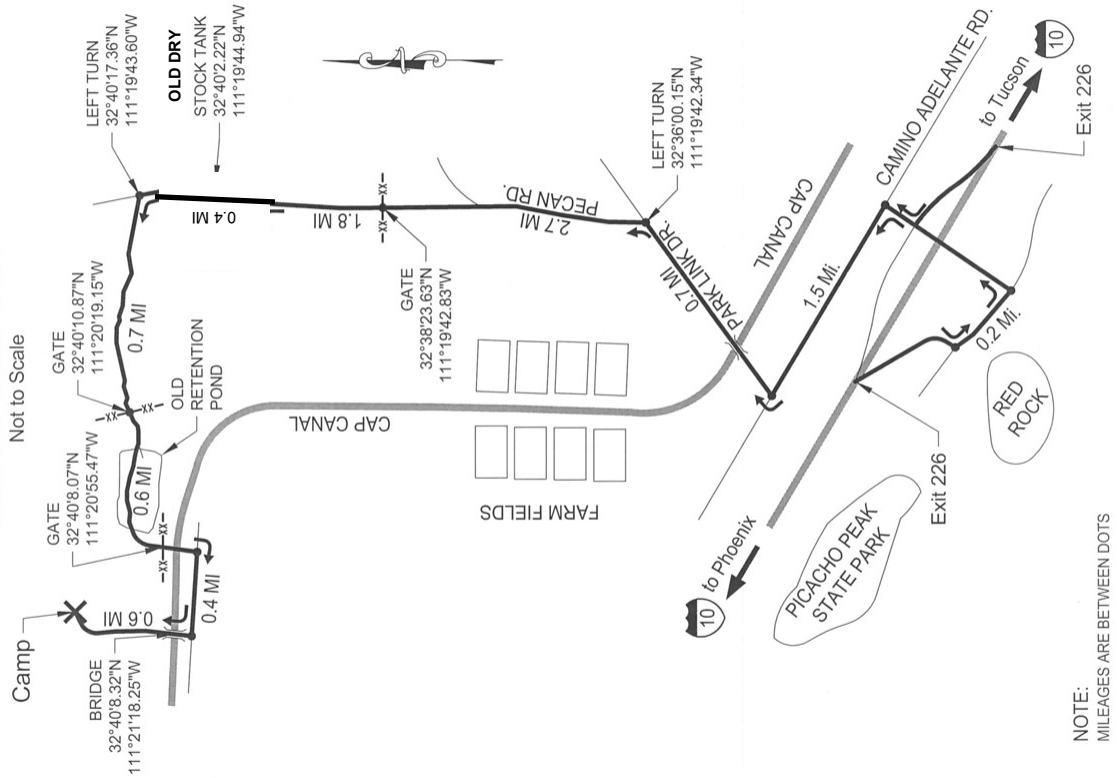 Not to Scale
Camp
BRIDGE
32°40'8.32"N
111°21'18.25"W
GATE
32°40'8.07"N
111°20'55.47"W
GATE
32°40'10.87"N
111°20'19.15"W
OLD
RETENTION
POND
LEFT TURN
32°40'17.36"N
111°19'43.60"W
OLD DRY
STOCK TANK
32°40'2.22"N
111°19'44.94"W
0.6 MI
0.4 MI
0.6 MI
0.7 MI
0.4 MI
1.8 MI
-xx-
-xx-
-xx-
-xx-
-xx-
-xx-
GATE
32°38'23.63"N
111°19'42.83"W
PECAN RD.
2.7 MI
LEFT TURN
32°36'00.15"N
111°19'42.34"W
PARK LINK DR.
0.7 MI
CAP CANAL
CAP CANAL
FARM FIELDS
CAMINO ADELANTE RD.
1.5 Mi.
to Tucson
10
Exit 226
0.2 Mi.
RED
ROCK
Exit 226
PICACHO PEAK
STATE PARK
to Phoenix
10
NOTE:
MILEAGES ARE BETWEEN DOTS